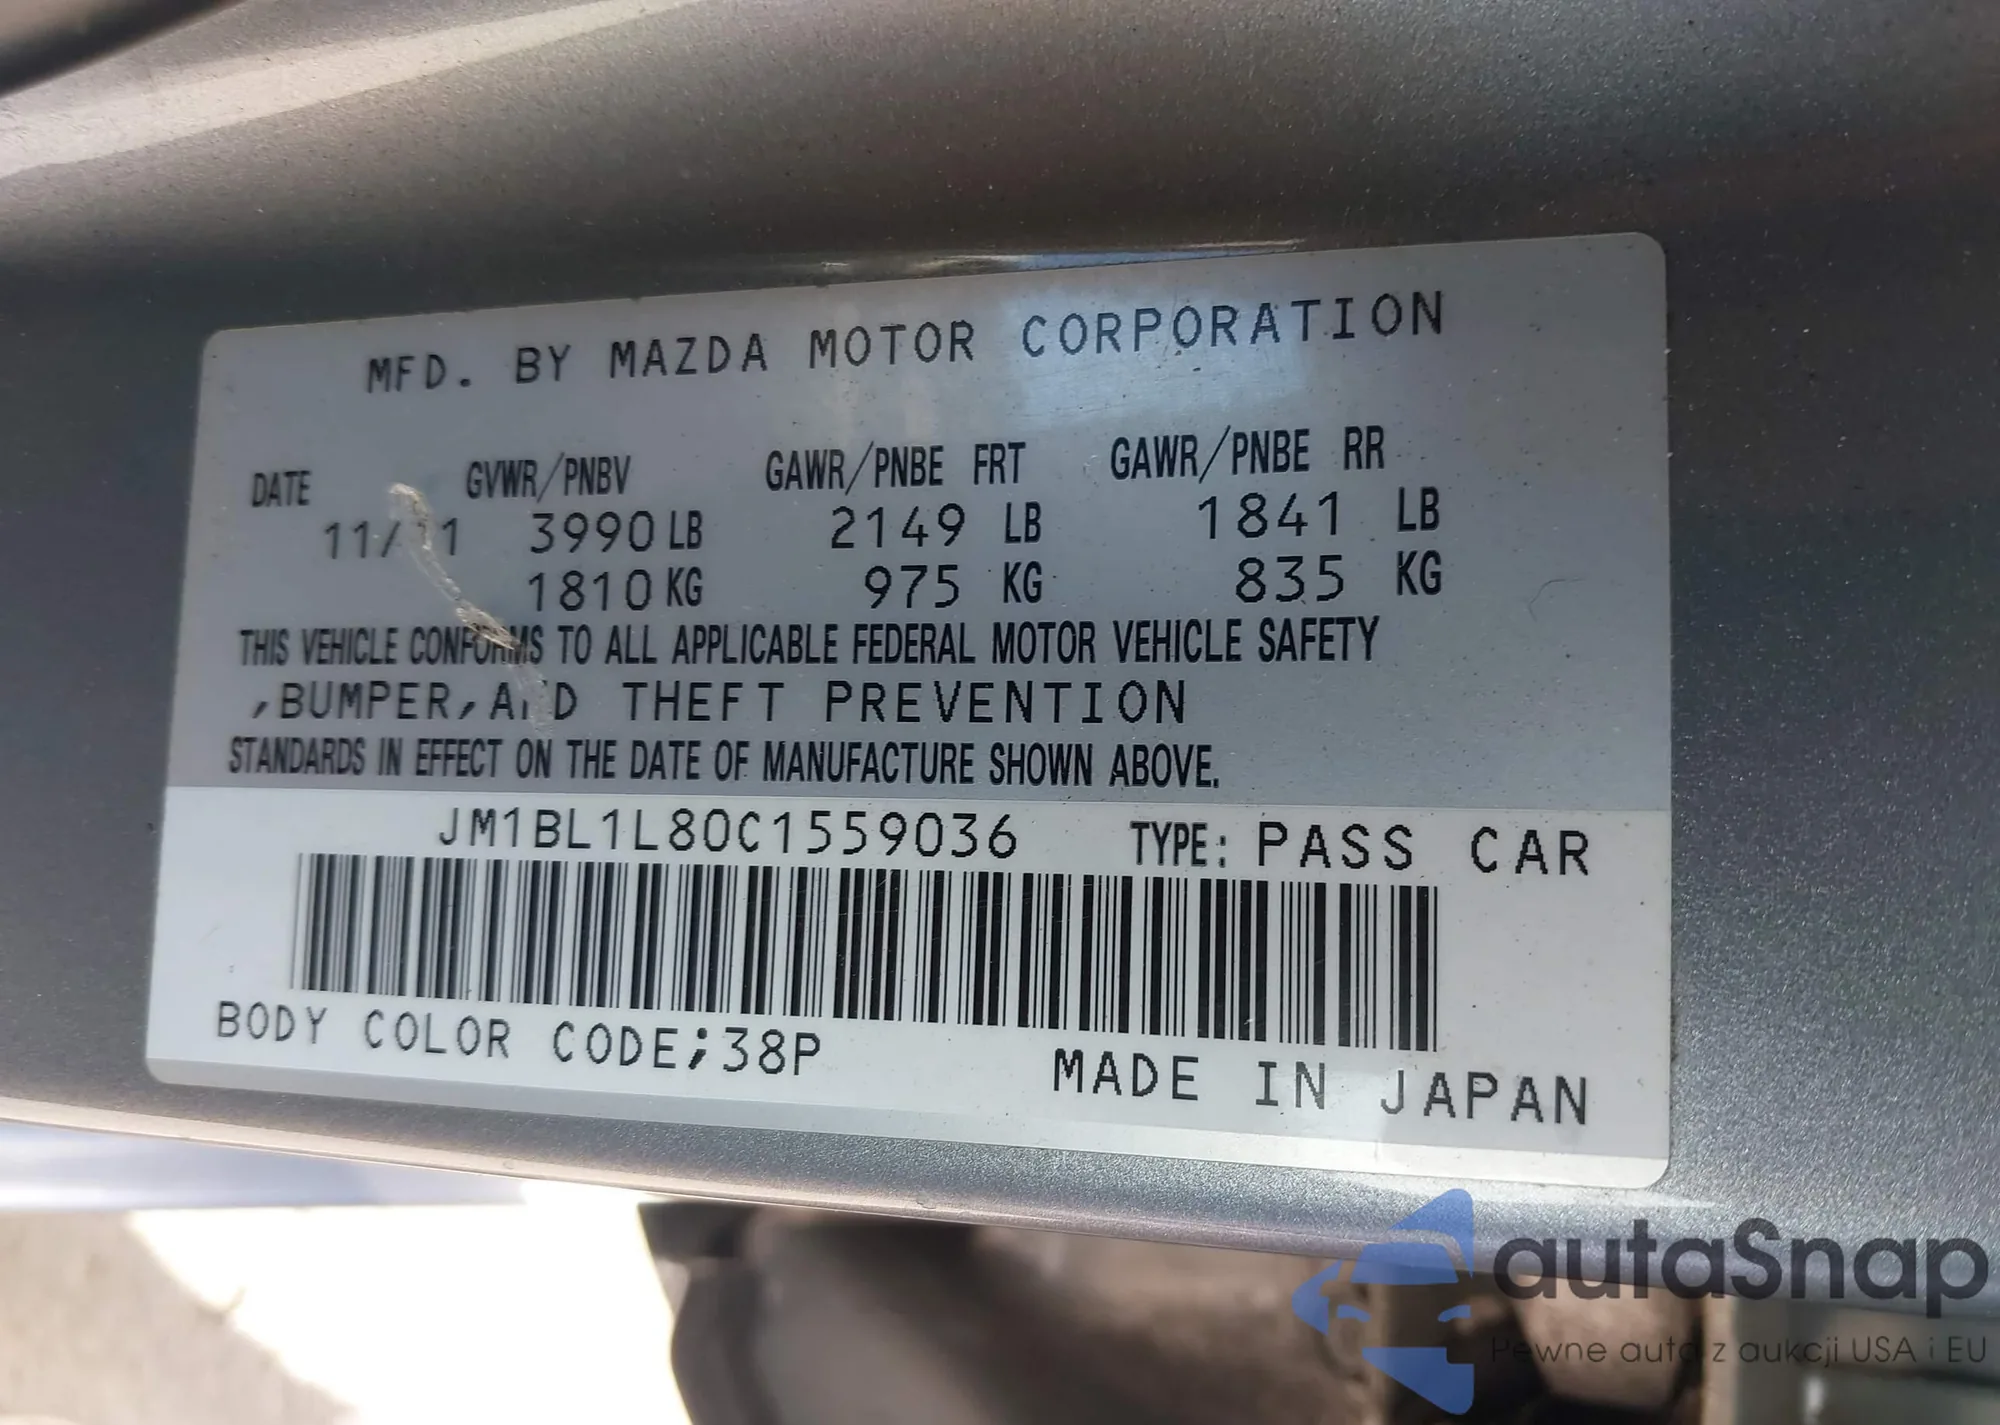 MFD. BY MAZDA MOTOR CORPORATION
DATE GVWR/PNBV GAWR/PNBE FRT GAWR/PNBE RR
3990 LB 2149 LB 1841 LB
1810 KG 975 KG 835 KG
THIS VEHICLE CONFORMS TO ALL APPLICABLE FEDERAL MOTOR VEHICLE SAFETY
,BUMPER,AND THEFT PREVENTION
STANDARDS IN EFFECT ON THE DATE OF MANUFACTURE SHOWN ABOVE.
JM1BL1L80C1559036 TYPE: PASS CAR
BODY COLOR CODE;38P
MADE IN JAPAN
autaSnap
Pewne auta z aukcji USA i EU